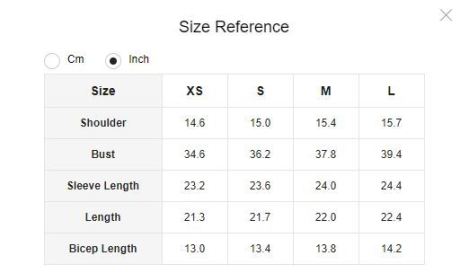 Size Reference
Cm Inch
Size XS S M L
Shoulder 14.6 15.0 15.4 15.7
Bust 34.6 36.2 37.8 39.4
Sleeve Length 23.2 23.6 24.0 24.4
Length 21.3 21.7 22.0 22.4
Bicep Length 13.0 13.4 13.8 14.2